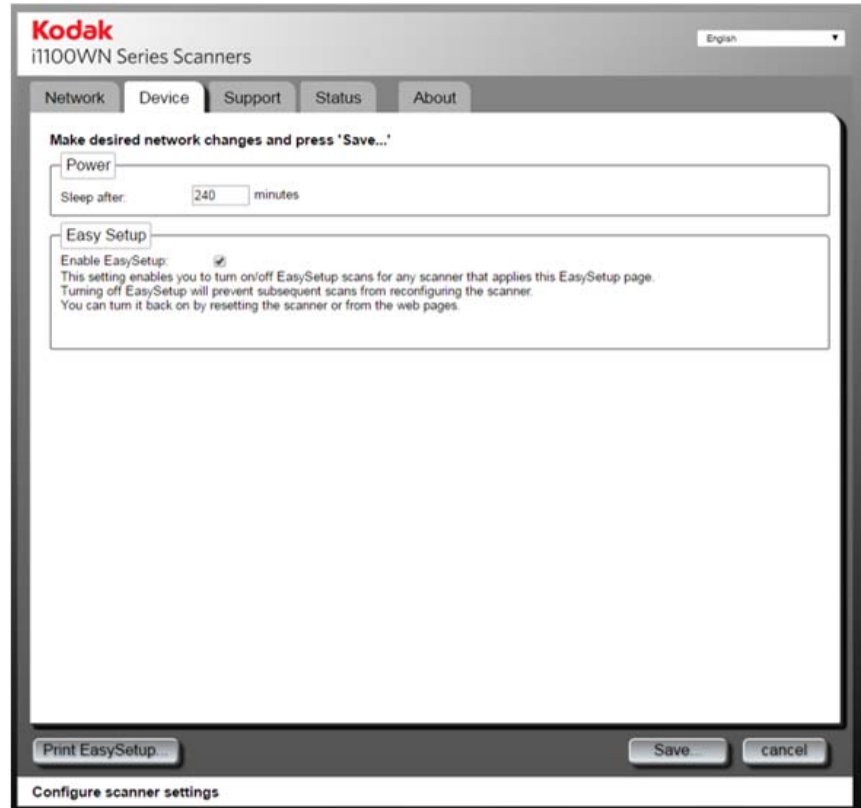 Kodak
i1100WN Series Scanners
English
Network Device Support Status About
Make desired network changes and press 'Save...'
Power
Sleep after: 240 minutes
Easy Setup
Enable EasySetup:
This setting enables you to turn on/off EasySetup scans for any scanner that applies this EasySetup page.
Turning off EasySetup will prevent subsequent scans from reconfiguring the scanner.
You can turn it back on by resetting the scanner or from the web pages.
Print EasySetup... Save... cancel
Configure scanner settings